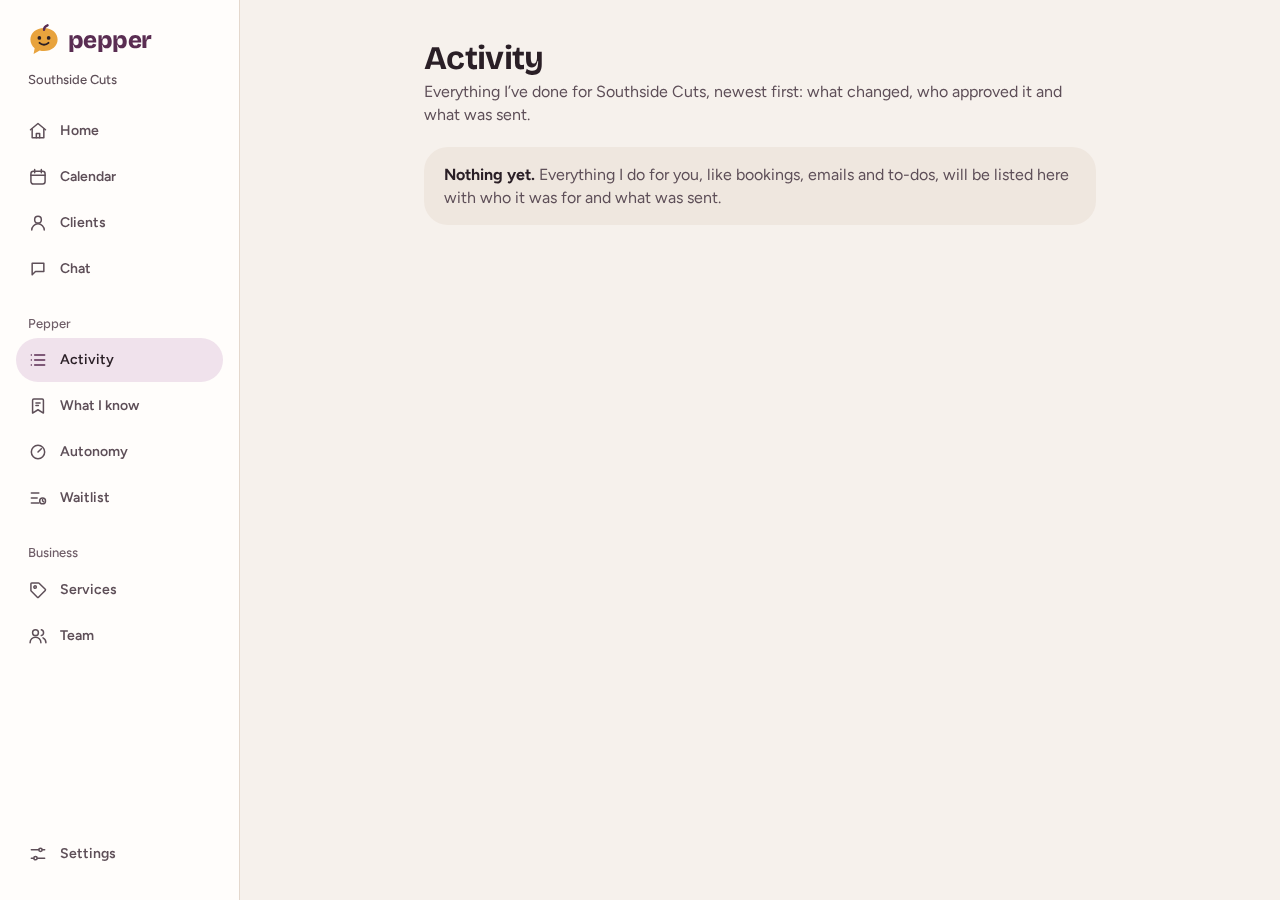 pepper
Southside Cuts
Home
Calendar
Clients
Chat
Pepper
Activity
What I know
Autonomy
Waitlist
Business
Services
Team
Settings
Activity
Everything I’ve done for Southside Cuts, newest first: what changed, who approved it and
what was sent.
Nothing yet. Everything I do for you, like bookings, emails and to-dos, will be listed here
with who it was for and what was sent.